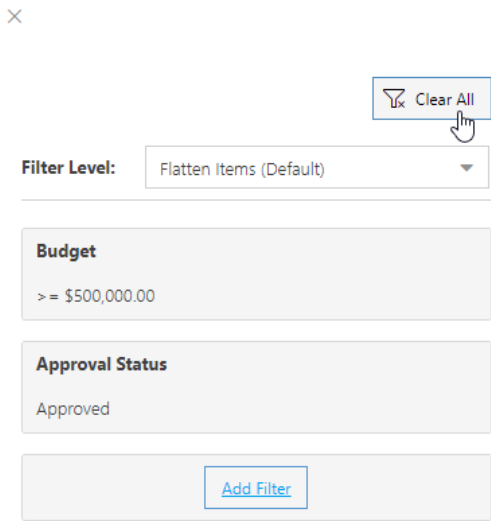 Clear All
Filter Level: Flatten Items (Default)
Budget
>= $500,000.00
Approval Status
Approved
Add Filter